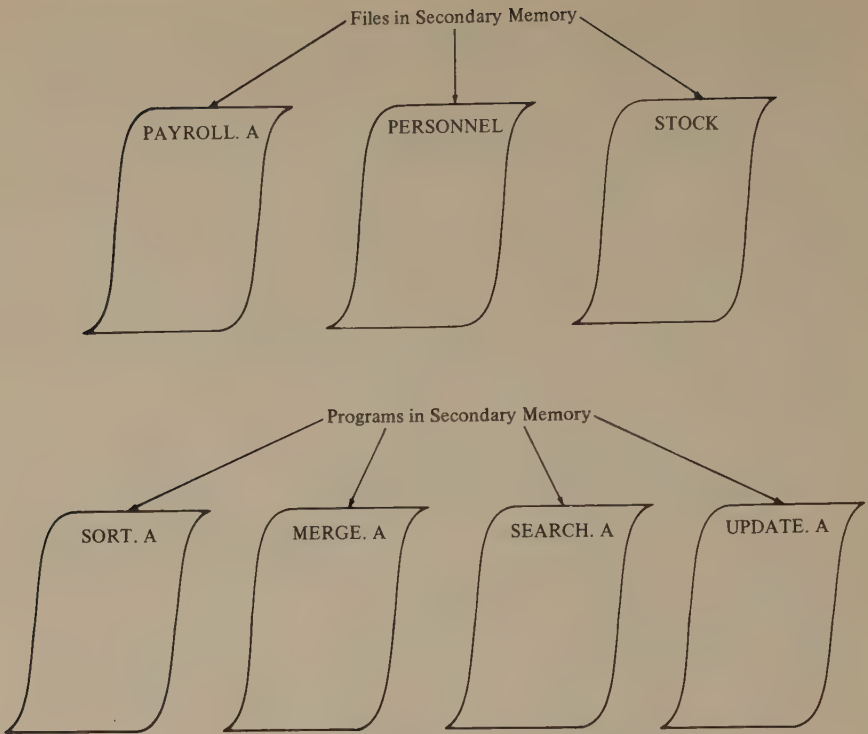 Files in Secondary Memory
PAYROLL. A
PERSONNEL
STOCK
Programs in Secondary Memory
SORT. A
MERGE. A
SEARCH. A
UPDATE. A